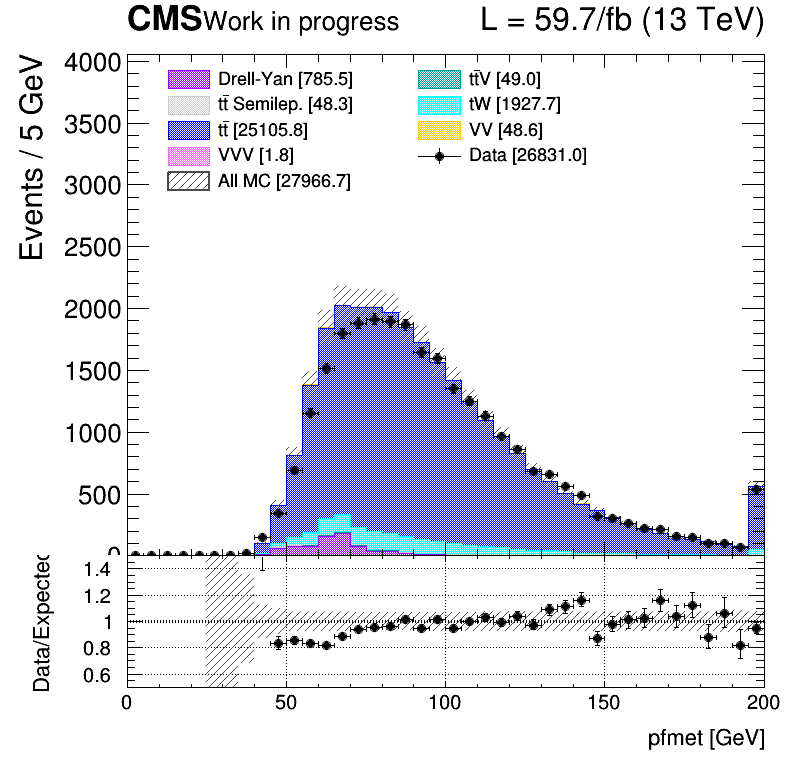 CMS Work in progress L = 59.7/fb (13 TeV)
Events / 5 GeV
4000
3500
3000
2500
2000
1500
1000
500
0
Drell-Yan [785.5]
tt̄ Semilep. [48.3]
tt̄ [25105.8]
VVV [1.8]
All MC [27966.7]
tt̄V [49.0]
tW [1927.7]
VV [48.6]
Data [26831.0]
Data/Expected
1.4
1.2
1
0.8
0.6
0 50 100 150 200
pfmet [GeV]